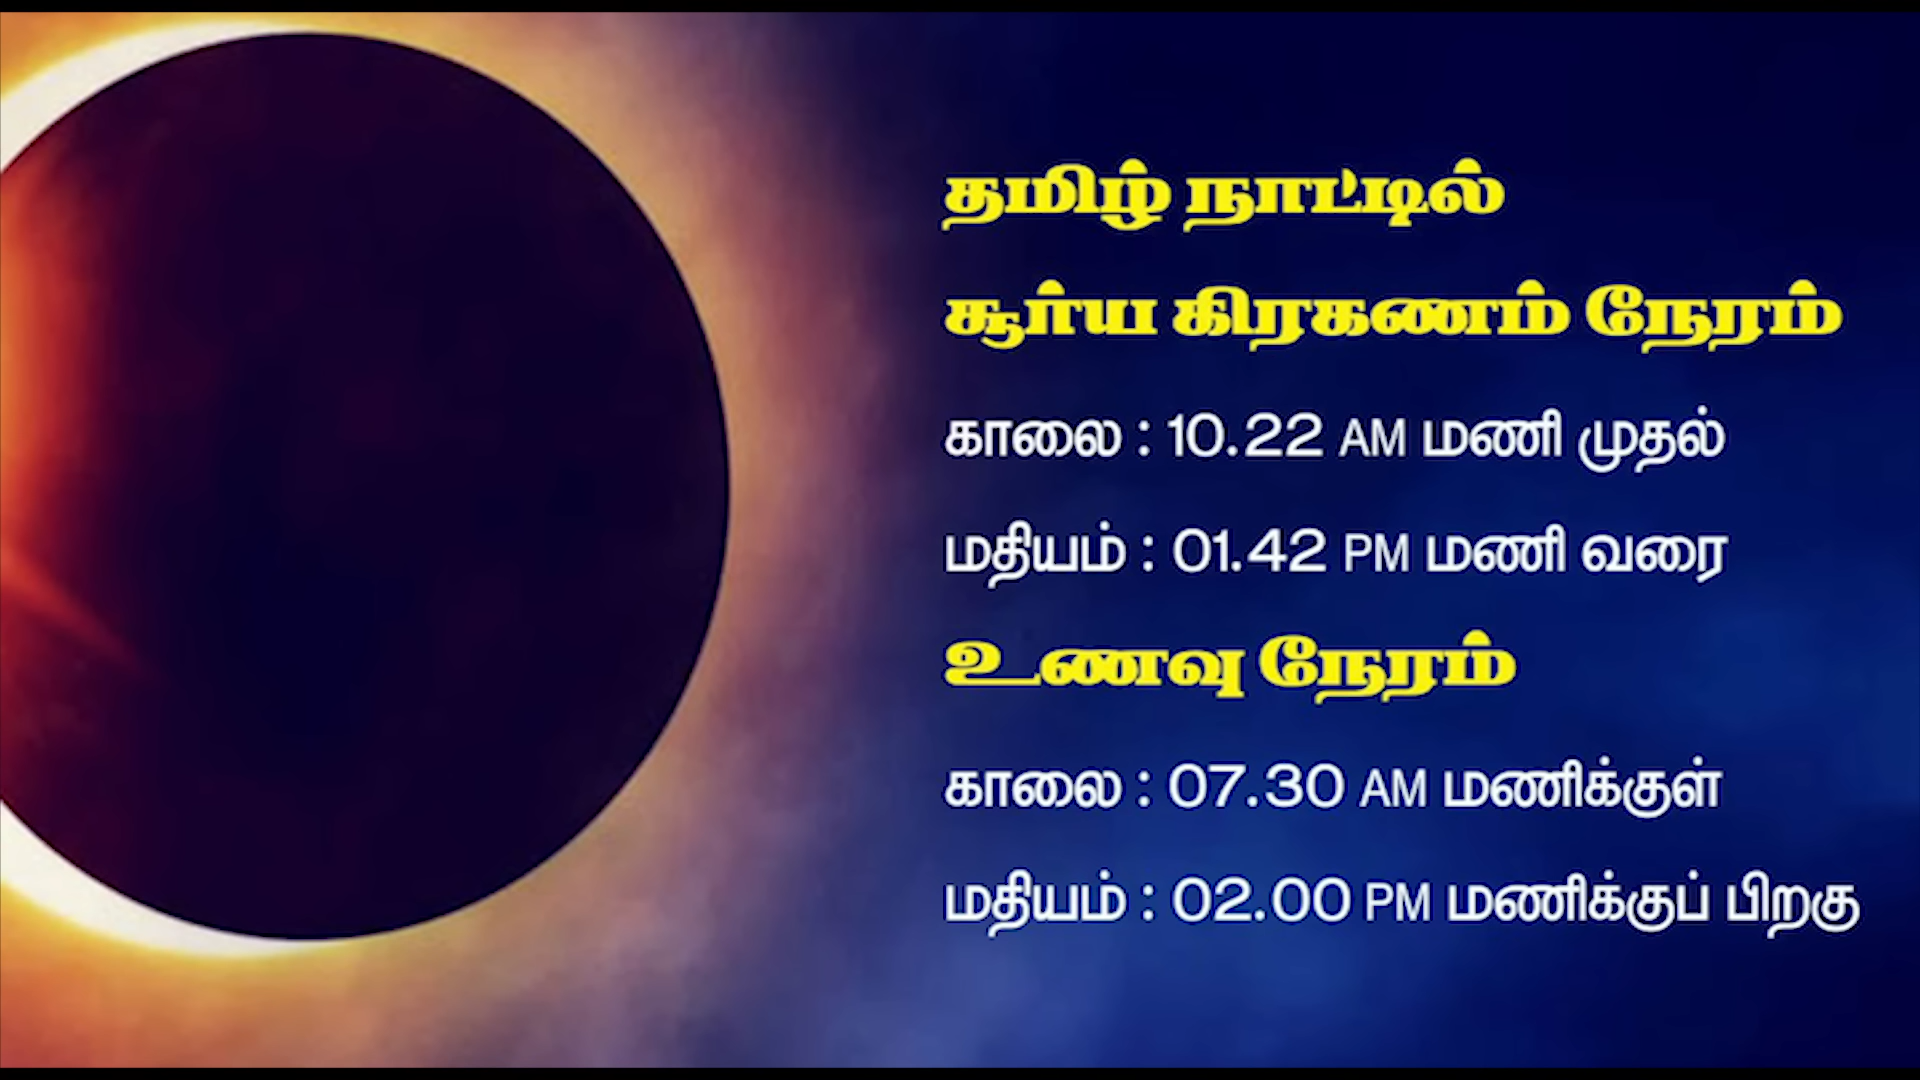 தமிழ் நாட்டில்
சூர்ய கிரகணம் நேரம்
காலை : 10.22 AM மணி முதல்
மதியம் : 01.42 PM மணி வரை
உணவு நேரம்
காலை : 07.30 AM மணிக்குள்
மதியம் : 02.00 PM மணிக்குப் பிறகு